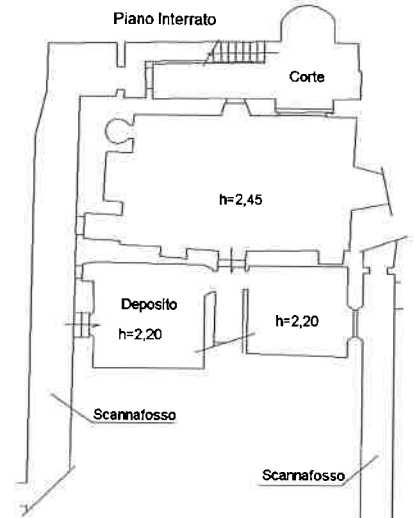 Piano Interrato
Corte
h=2,45
Deposito
h=2,20
h=2,20
Scannafosso
Scannafosso